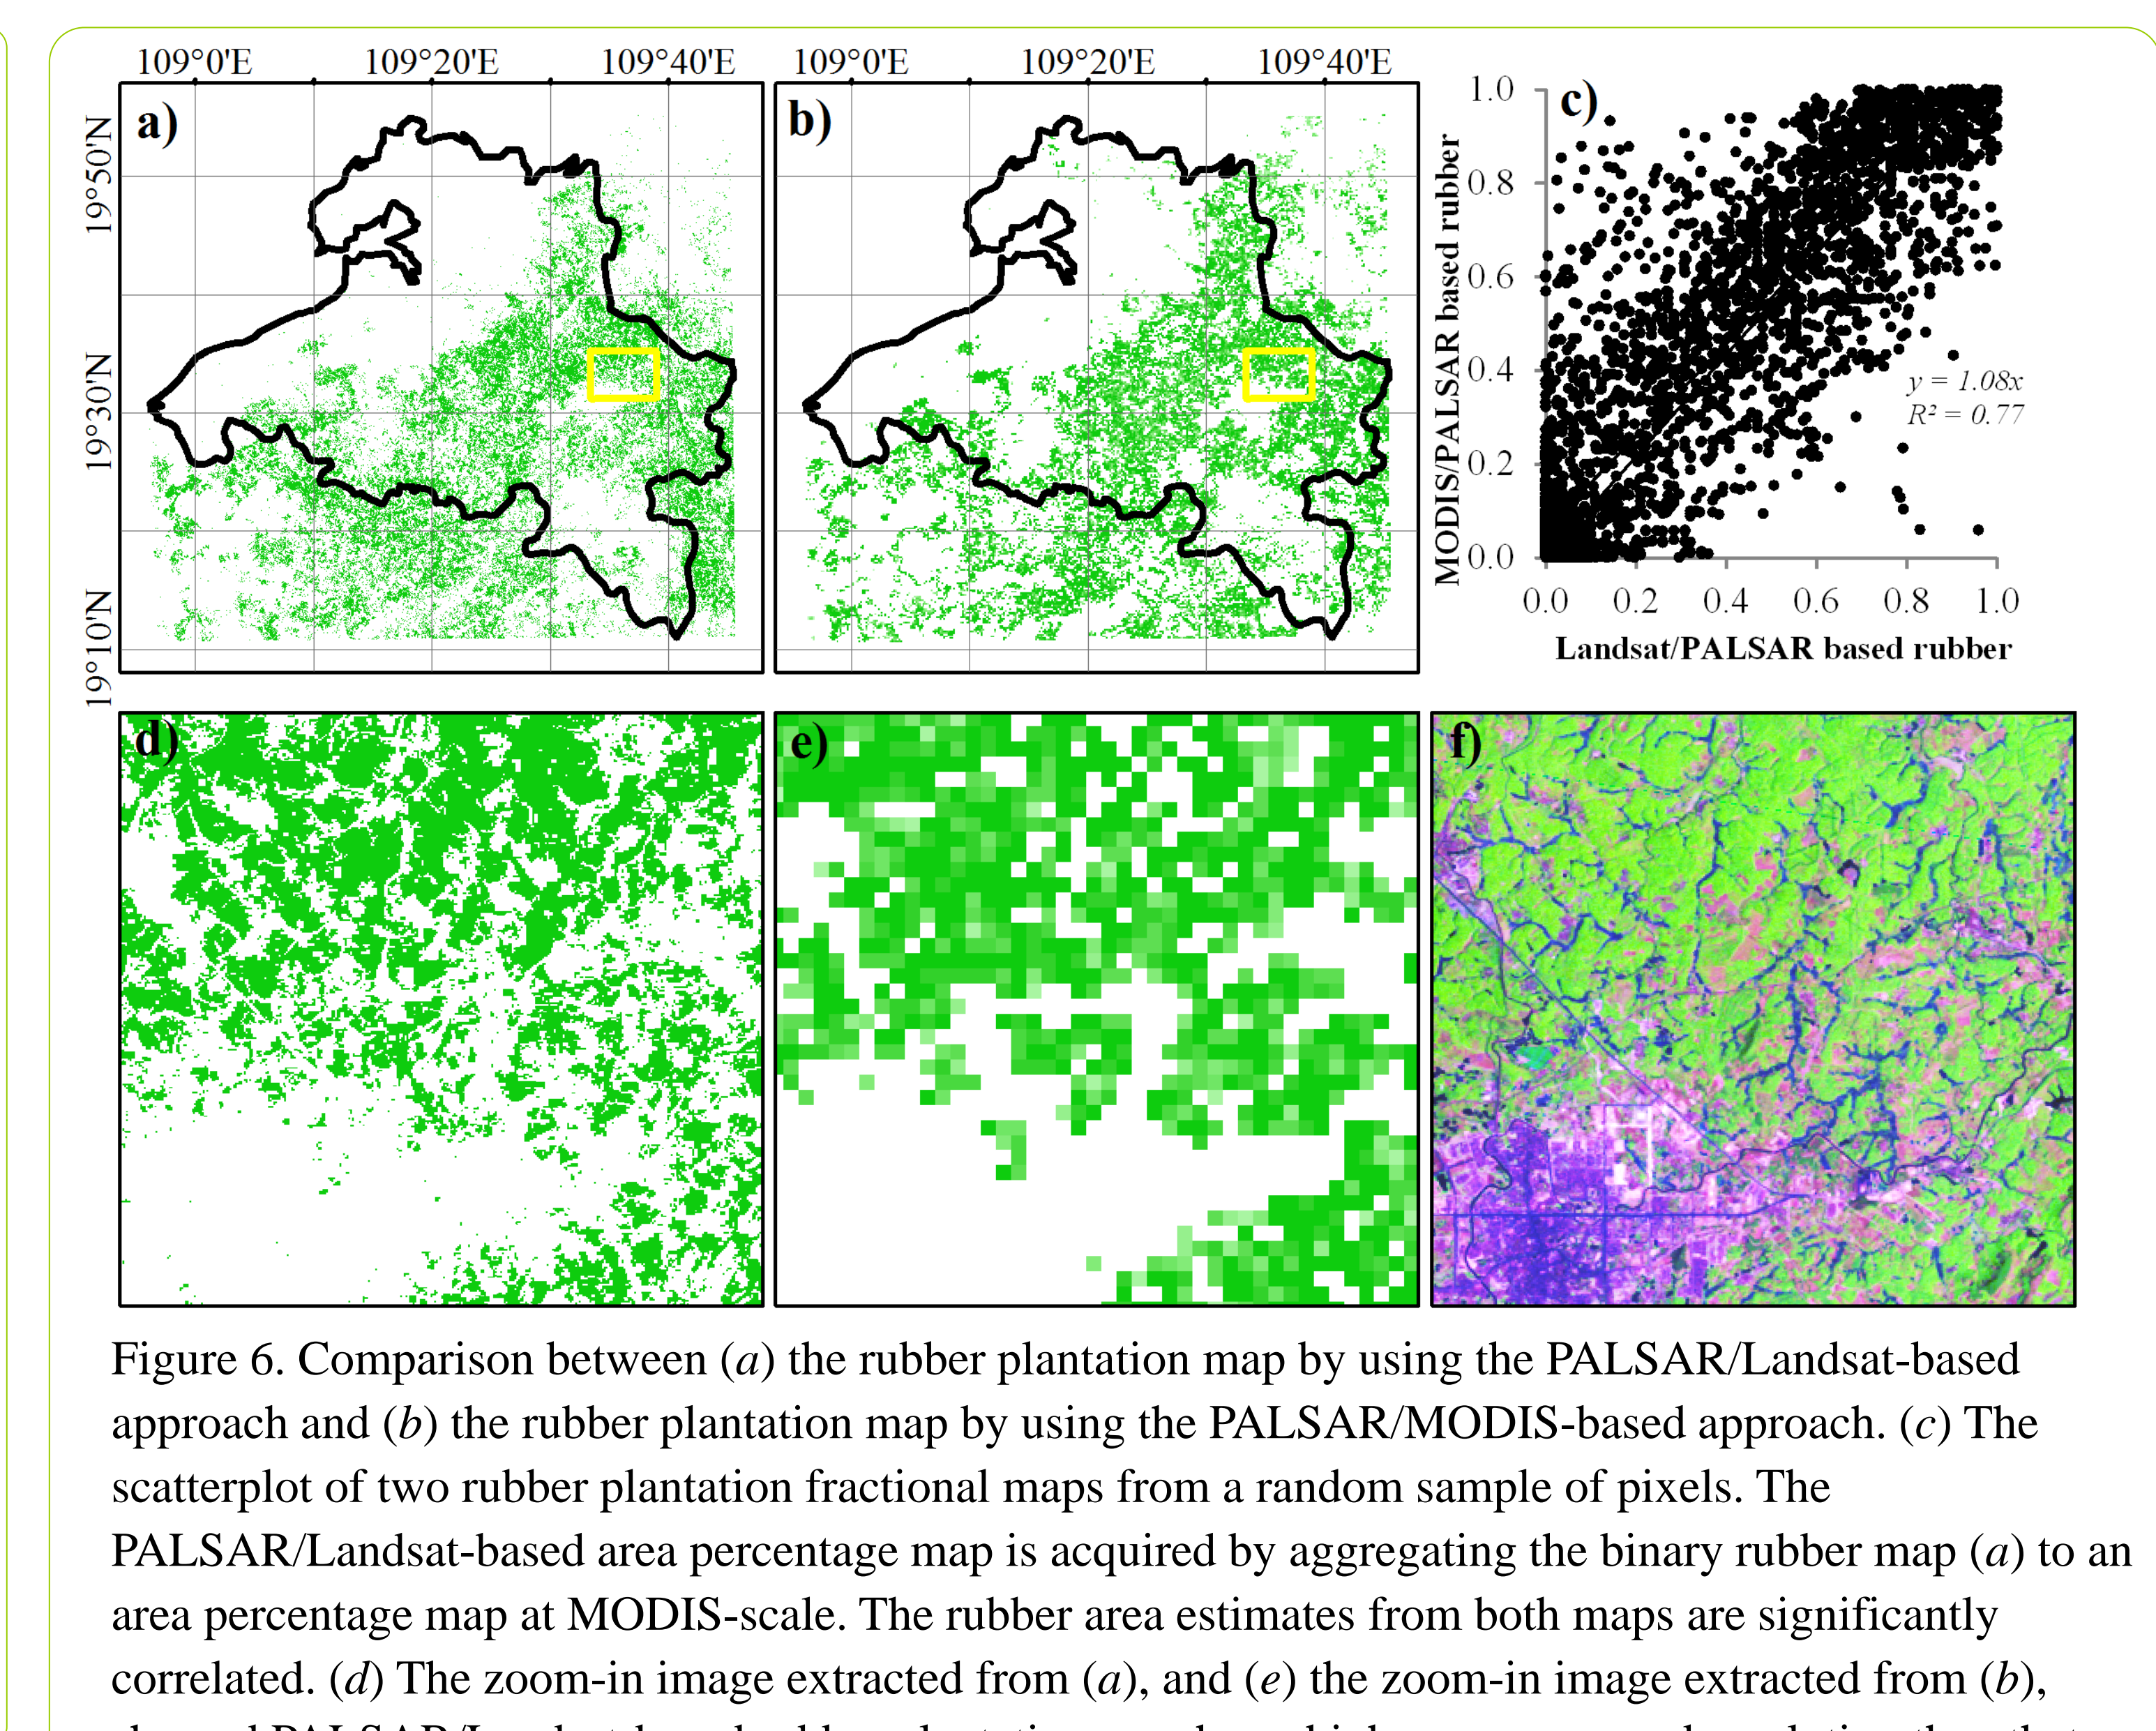 109°0'E 109°20'E 109°40'E 109°0'E 109°20'E 109°40'E
a)
b)
c)
19°50'N
19°30'N
19°10'N
MODIS/PALSAR based rubber
1.0
0.8
0.6
0.4
0.2
0.0
y = 1.08x
R² = 0.77
0.0 0.2 0.4 0.6 0.8 1.0
Landsat/PALSAR based rubber
d)
e)
f)
Figure 6. Comparison between (a) the rubber plantation map by using the PALSAR/Landsat-based
approach and (b) the rubber plantation map by using the PALSAR/MODIS-based approach. (c) The
scatterplot of two rubber plantation fractional maps from a random sample of pixels. The
PALSAR/Landsat-based area percentage map is acquired by aggregating the binary rubber map (a) to an
area percentage map at MODIS-scale. The rubber area estimates from both maps are significantly
correlated. (d) The zoom-in image extracted from (a), and (e) the zoom-in image extracted from (b),